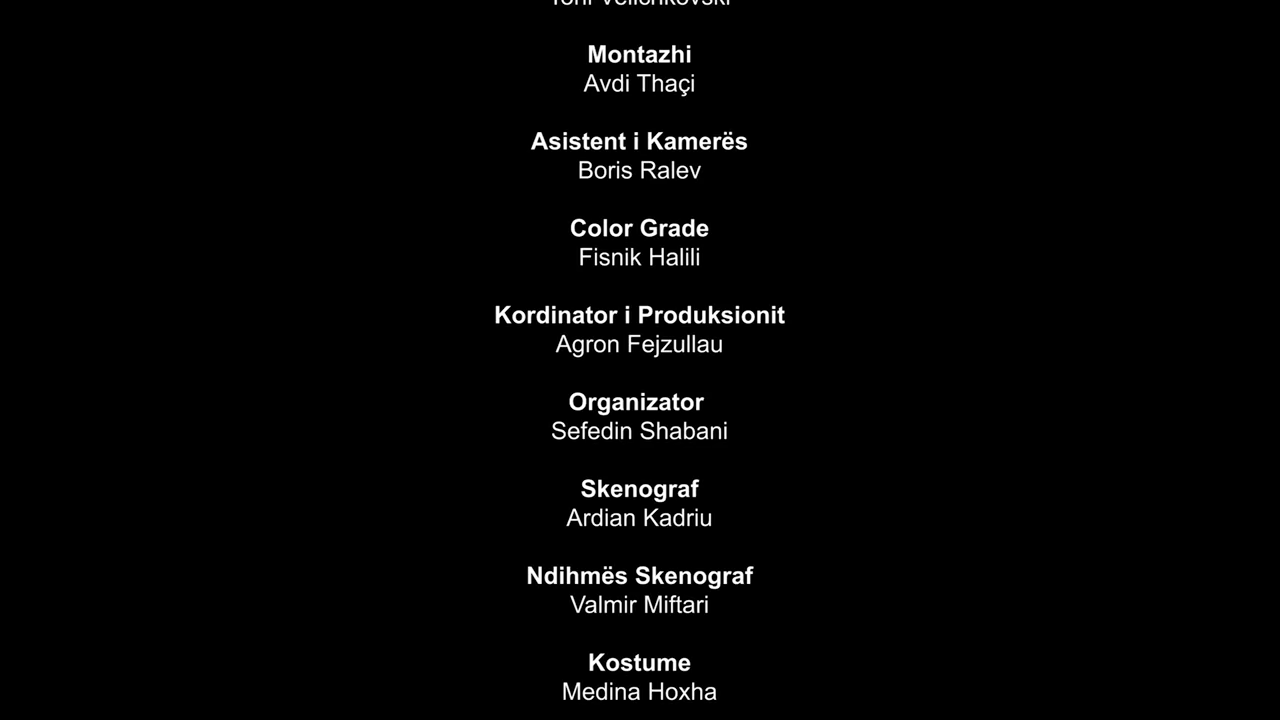 Montazhi
Avdi Thaçi
Asistent i Kamerës
Boris Ralev
Color Grade
Fisnik Halili
Kordinator i Produksionit
Agron Fejzullau
Organizator
Sefedin Shabani
Skenograf
Ardian Kadriu
Ndihmës Skenograf
Valmir Miftari
Kostume
Medina Hoxha